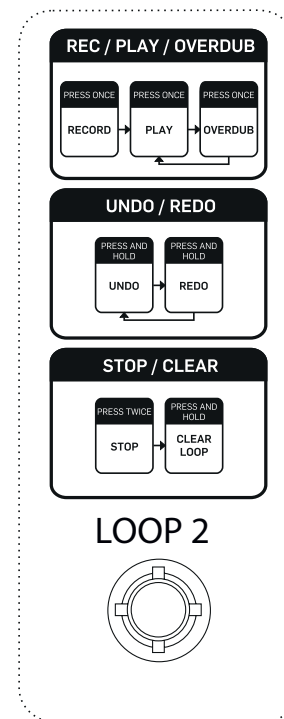 REC / PLAY / OVERDUB
PRESS ONCE PRESS ONCE PRESS ONCE
RECORD PLAY OVERDUB
UNDO / REDO
PRESS AND HOLD PRESS AND HOLD
UNDO REDO
STOP / CLEAR
PRESS TWICE PRESS AND HOLD
STOP CLEAR LOOP
LOOP 2